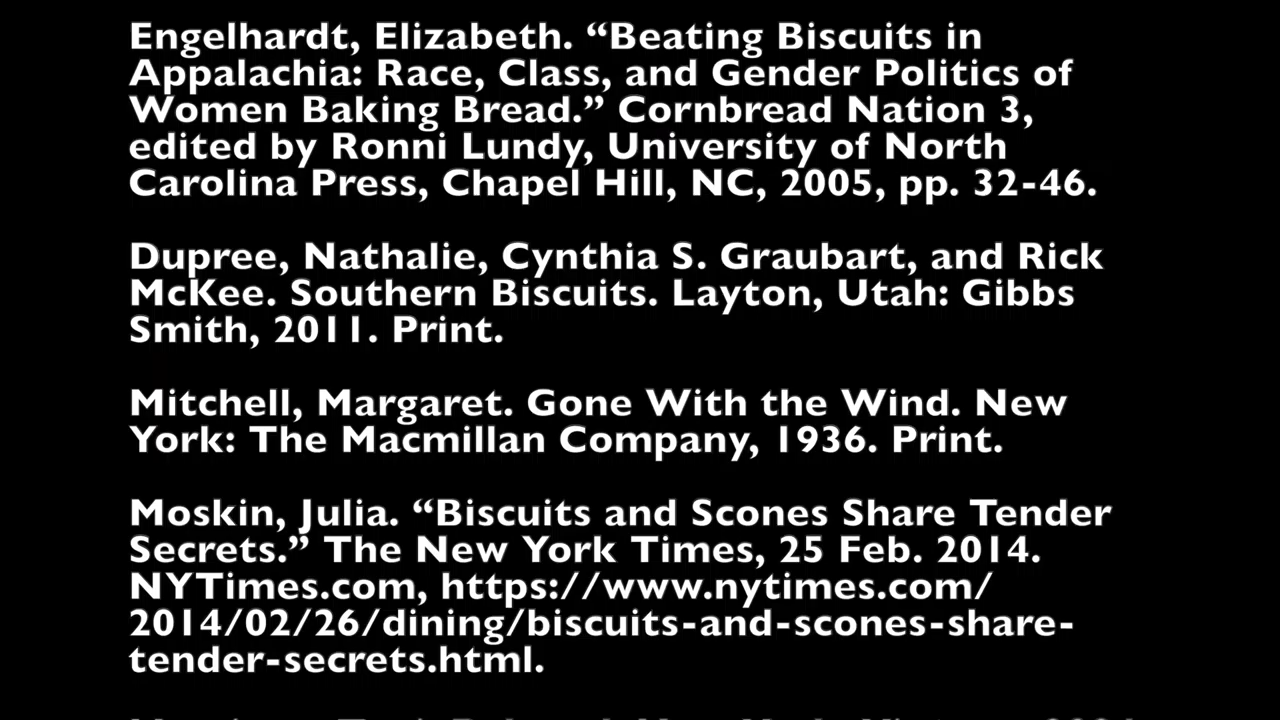 Engelhardt, Elizabeth. “Beating Biscuits in
Appalachia: Race, Class, and Gender Politics of
Women Baking Bread.” Cornbread Nation 3,
edited by Ronni Lundy, University of North
Carolina Press, Chapel Hill, NC, 2005, pp. 32-46.
Dupree, Nathalie, Cynthia S. Graubart, and Rick
McKee. Southern Biscuits. Layton, Utah: Gibbs
Smith, 2011. Print.
Mitchell, Margaret. Gone With the Wind. New
York: The Macmillan Company, 1936. Print.
Moskin, Julia. “Biscuits and Scones Share Tender
Secrets.” The New York Times, 25 Feb. 2014.
NYTimes.com, https://www.nytimes.com/
2014/02/26/dining/biscuits-and-scones-share-
tender-secrets.html.